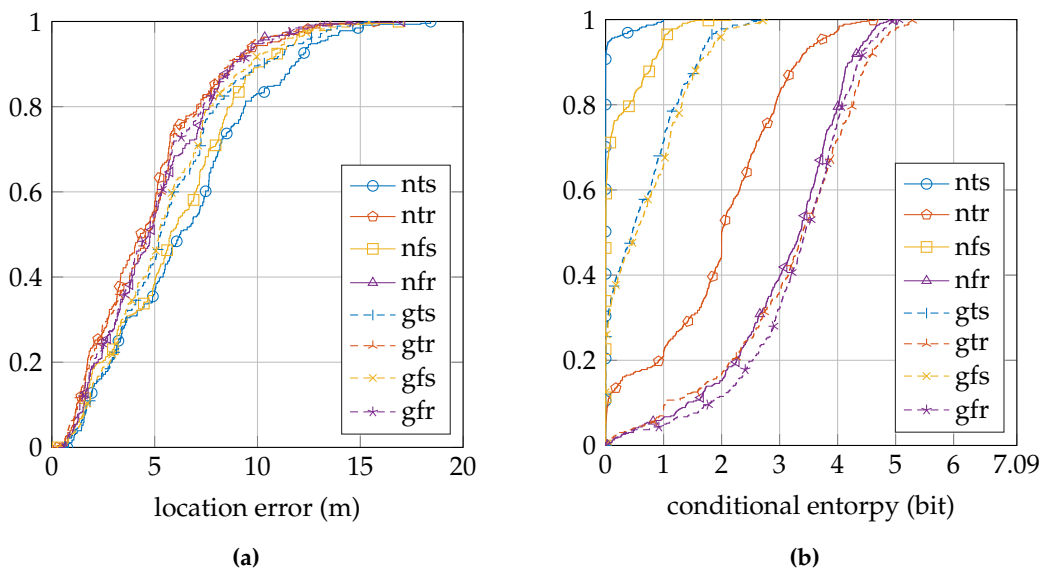 1
0.8
0.6
0.4
0.2
0
0 5 10 15 20
location error (m)
nts
ntr
nfs
nfr
gts
gtr
gfs
gfr
(a)
1
0.8
0.6
0.4
0.2
0
0 1 2 3 4 5 6 7.09
conditional entorpy (bit)
nts
ntr
nfs
nfr
gts
gtr
gfs
gfr
(b)